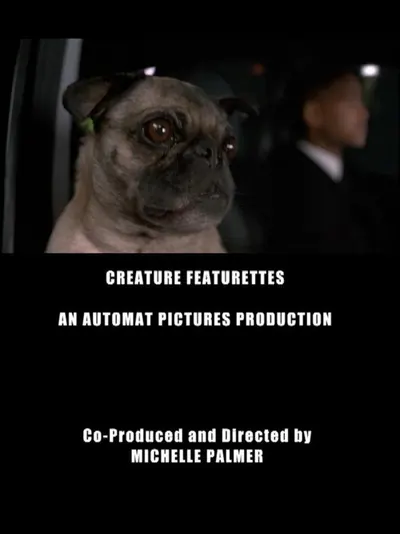 CREATURE FEATURETTES
AN AUTOMAT PICTURES PRODUCTION
Co-Produced and Directed by
MICHELLE PALMER